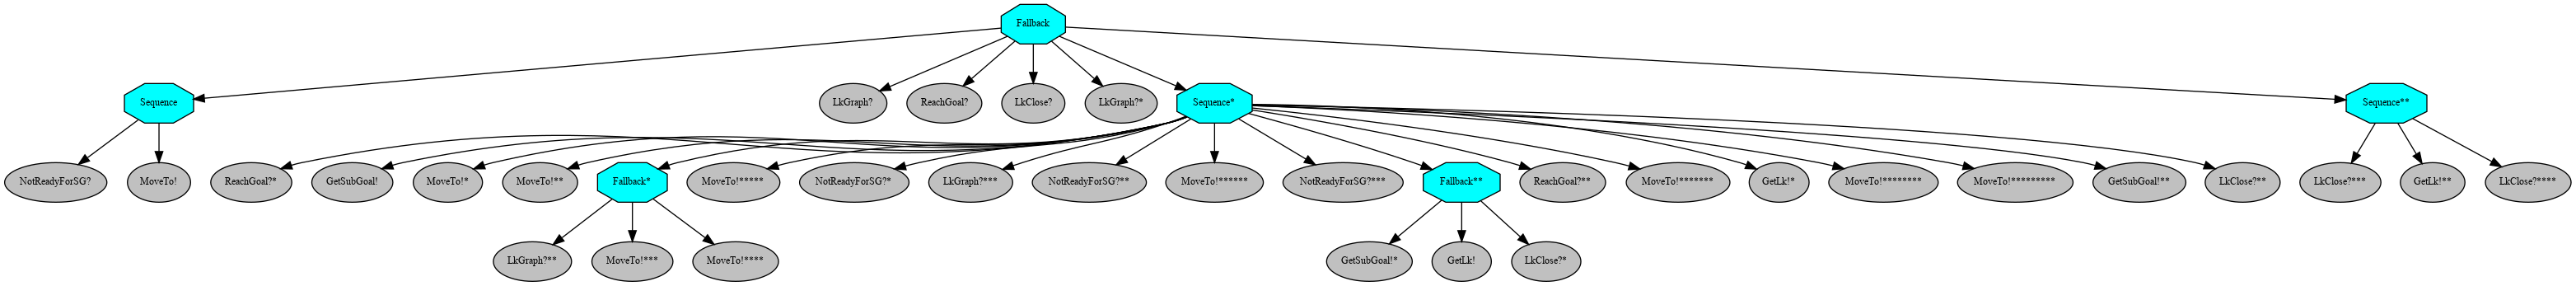 Fallback
Sequence
LkGraph?
ReachGoal?
LkClose?
LkGraph?*
Sequence*
Sequence**
NotReadyForSG?
MoveTo!
ReachGoal?*
GetSubGoal!
MoveTo!*
MoveTo!**
Fallback*
MoveTo!*****
NotReadyForSG?*
LkGraph?***
NotReadyForSG?**
MoveTo!******
NotReadyForSG?***
Fallback**
ReachGoal?**
MoveTo!*******
GetLk!*
MoveTo!********
MoveTo!*********
GetSubGoal!**
LkClose?**
LkClose?***
GetLk!**
LkClose?****
LkGraph?**
MoveTo!***
MoveTo!****
GetSubGoal!*
GetLk!
LkClose?*